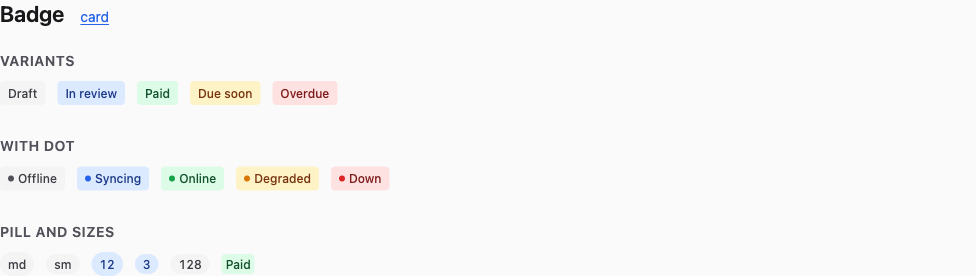 Badge card
VARIANTS
Draft In review Paid Due soon Overdue
WITH DOT
Offline Syncing Online Degraded Down
PILL AND SIZES
md sm 12 3 128 Paid